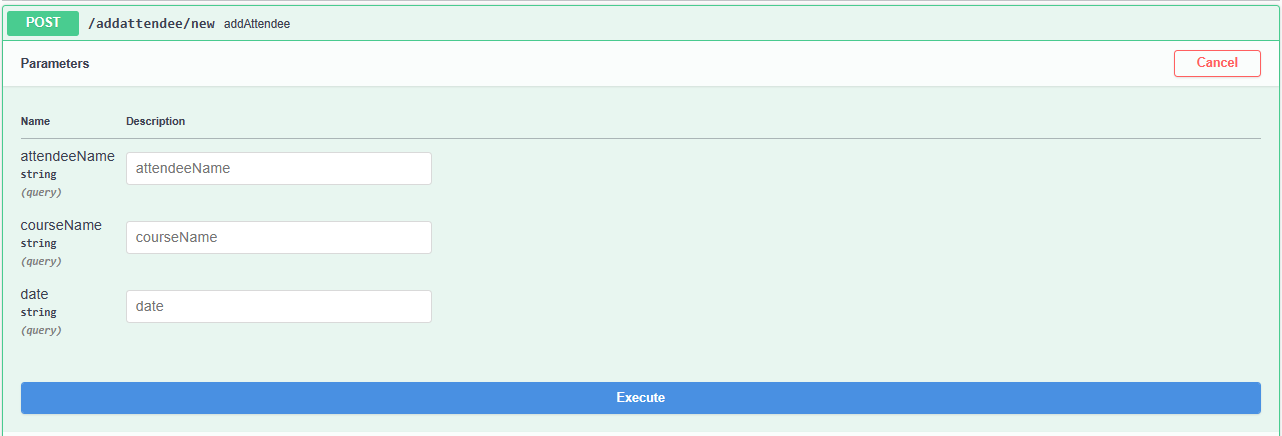 POST /addattendee/new addAttendee
Parameters Cancel
Name Description
attendeeName attendeeName
string
(query)
courseName courseName
string
(query)
date date
string
(query)
Execute